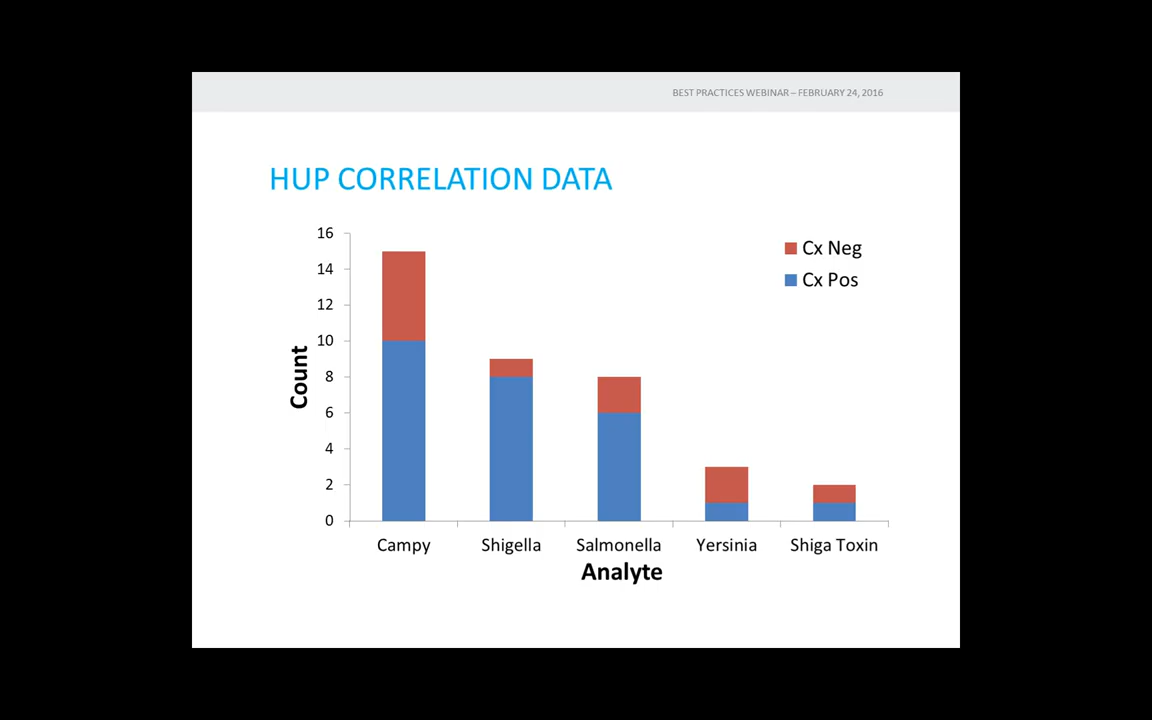 BEST PRACTICES WEBINAR – FEBRUARY 24, 2016
HUP CORRELATION DATA
16
14
12
10
8
6
4
2
0
Count
Cx Neg
Cx Pos
Campy
Shigella
Salmonella
Yersinia
Shiga Toxin
Analyte